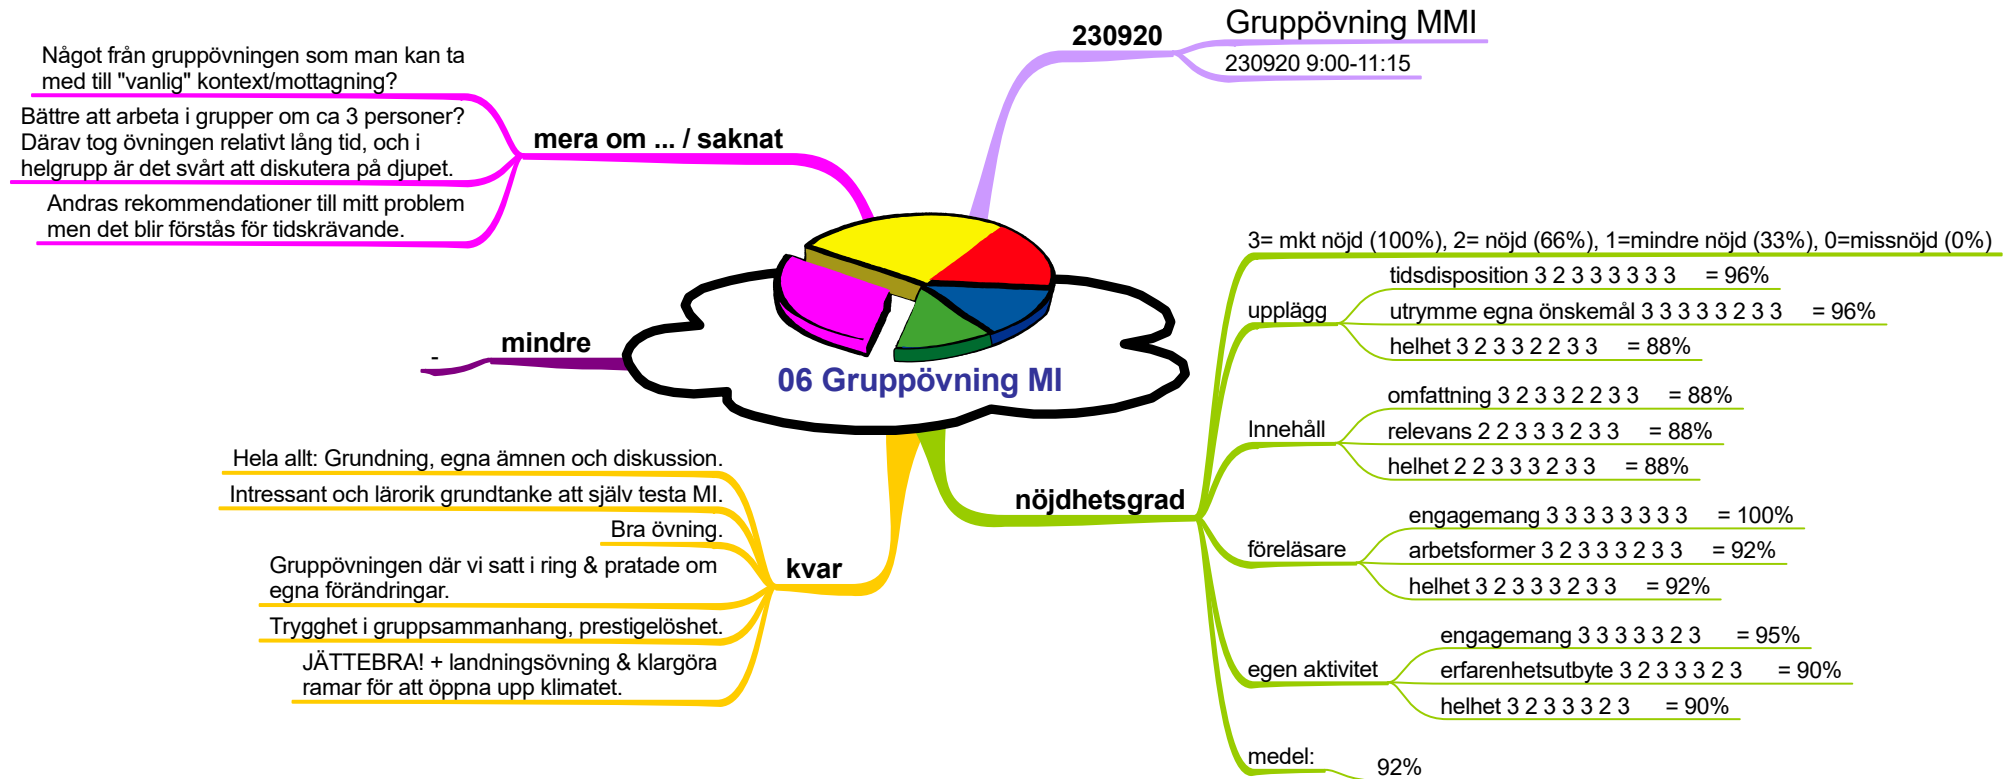 230920
Gruppövning MMI
230920 9:00-11:15
Något från gruppövningen som man kan ta
med till "vanlig" kontext/mottagning?
Bättre att arbeta i grupper om ca 3 personer?
Därav tog övningen relativt lång tid, och i
helgrupp är det svårt att diskutera på djupet.
Andras rekommendationer till mitt problem
men det blir förstås för tidskrävande.
mera om ... / saknat
mindre
-
06 Gruppövning MI
Hela allt: Grundning, egna ämnen och diskussion.
Intressant och lärorik grundtanke att själv testa MI.
Bra övning.
Gruppövningen där vi satt i ring & pratade om
egna förändringar.
Trygghet i gruppsammanhang, prestigelöshet.
JÄTTEBRA! + landningsövning & klargöra
ramar för att öppna upp klimatet.
kvar
nöjdhetsgrad
3= mkt nöjd (100%), 2= nöjd (66%), 1=mindre nöjd (33%), 0=missnöjd (0%)
upplägg
tidsdisposition 3 2 3 3 3 3 3 3 = 96%
utrymme egna önskemål 3 3 3 3 3 2 3 3 = 96%
helhet 3 2 3 3 2 2 3 3 = 88%
Innehåll
omfattning 3 2 3 3 2 2 3 3 = 88%
relevans 2 2 3 3 3 2 3 3 = 88%
helhet 2 2 3 3 3 2 3 3 = 88%
föreläsare
engagemang 3 3 3 3 3 3 3 3 = 100%
arbetsformer 3 2 3 3 3 2 3 3 = 92%
helhet 3 2 3 3 3 2 3 3 = 92%
egen aktivitet
engagemang 3 3 3 3 3 2 3 = 95%
erfarenhetsutbyte 3 2 3 3 3 2 3 = 90%
helhet 3 2 3 3 3 2 3 = 90%
medel:
92%